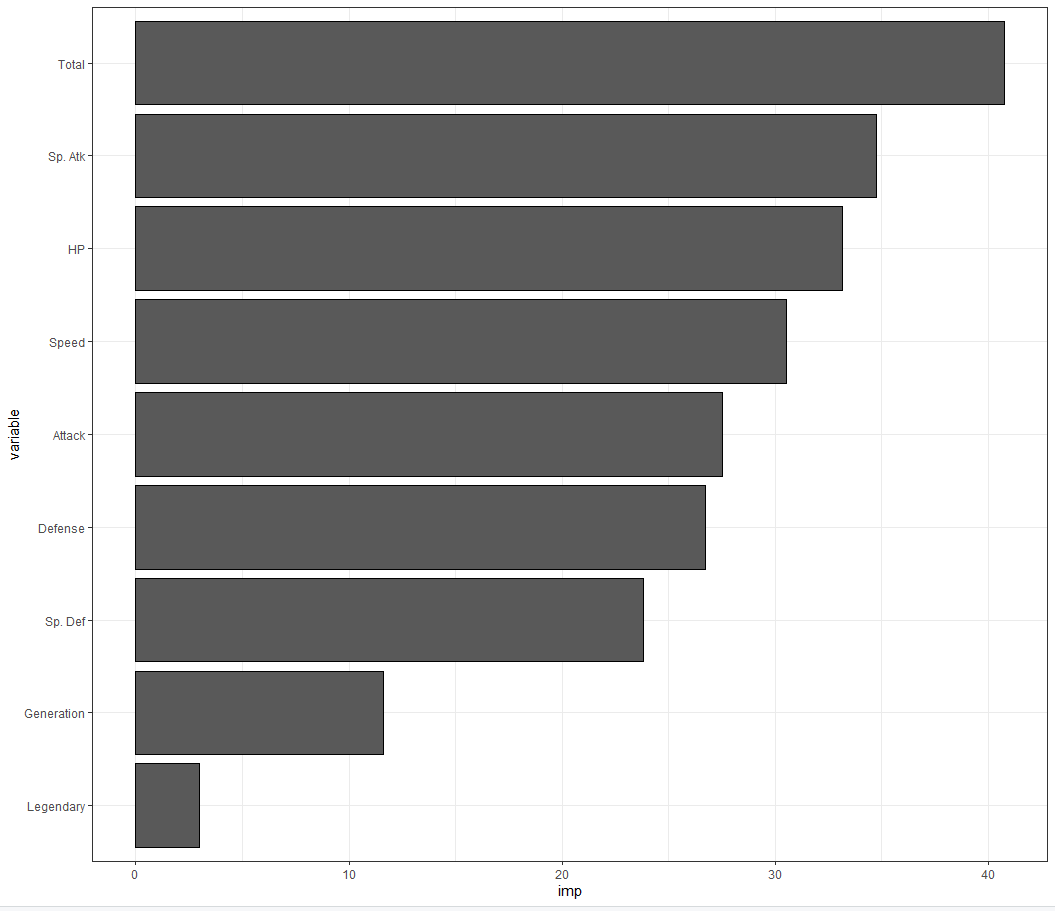 Total
Sp. Atk
HP
Speed
Attack
Defense
Sp. Def
Generation
Legendary
variable
0 10 20 30 40
imp